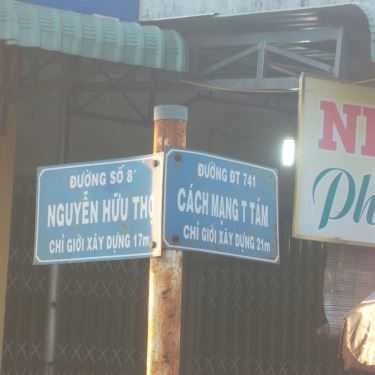 ĐƯỜNG SỐ 8
NGUYỄN HỮU THỌ
CHỈ GIỚI XÂY DỰNG 17m
ĐƯỜNG ĐT 741
CÁCH MẠNG T TÁM
CHỈ GIỚI XÂY DỰNG 21m